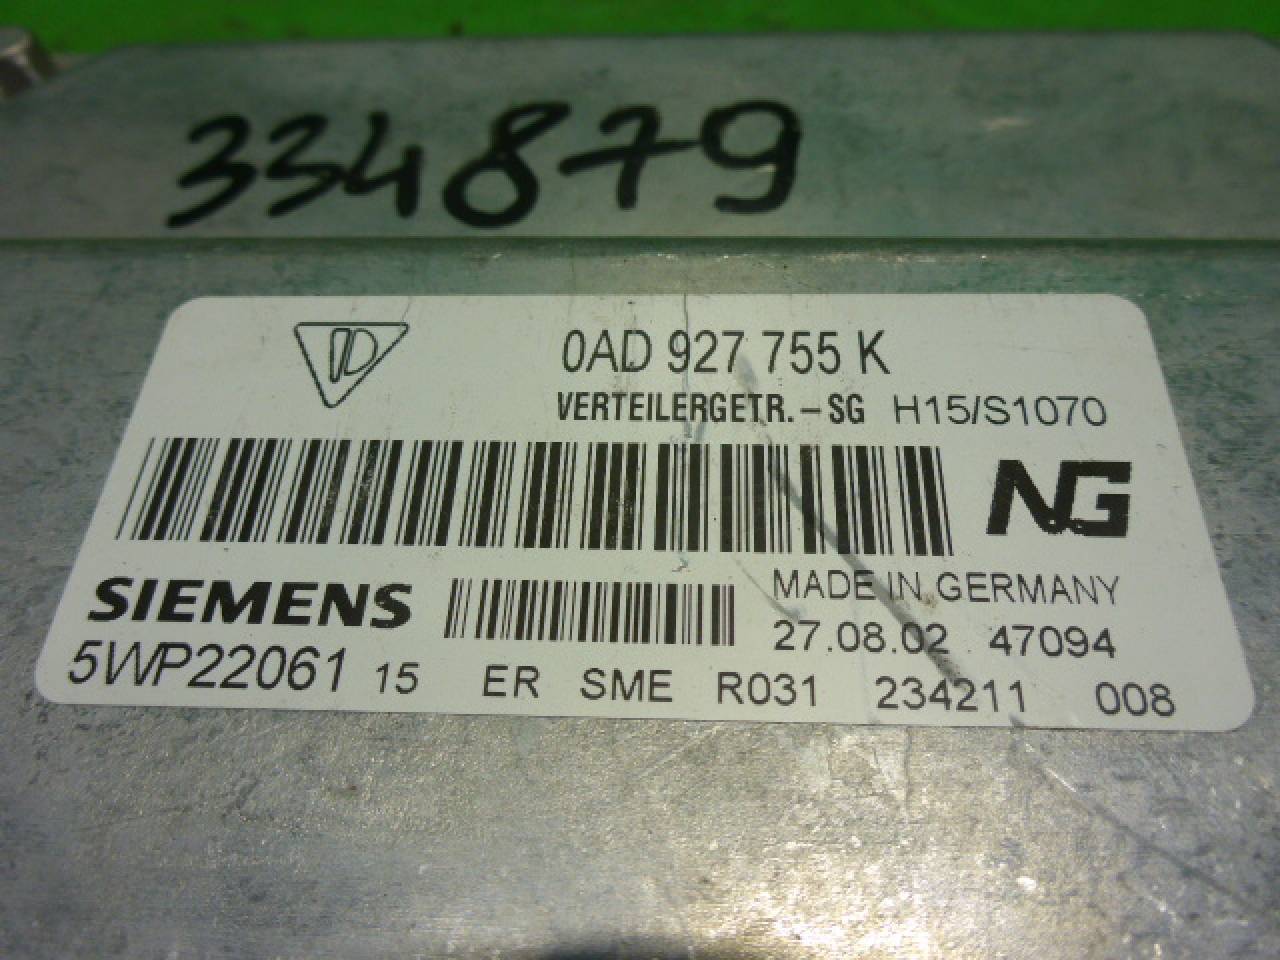 334879
0AD 927 755 K
VERTEILERGETR.-SG H15/S1070
NG
SIEMENS
MADE IN GERMANY
27.08.02 47094
5WP22061 15 ER SME R031 234211 008